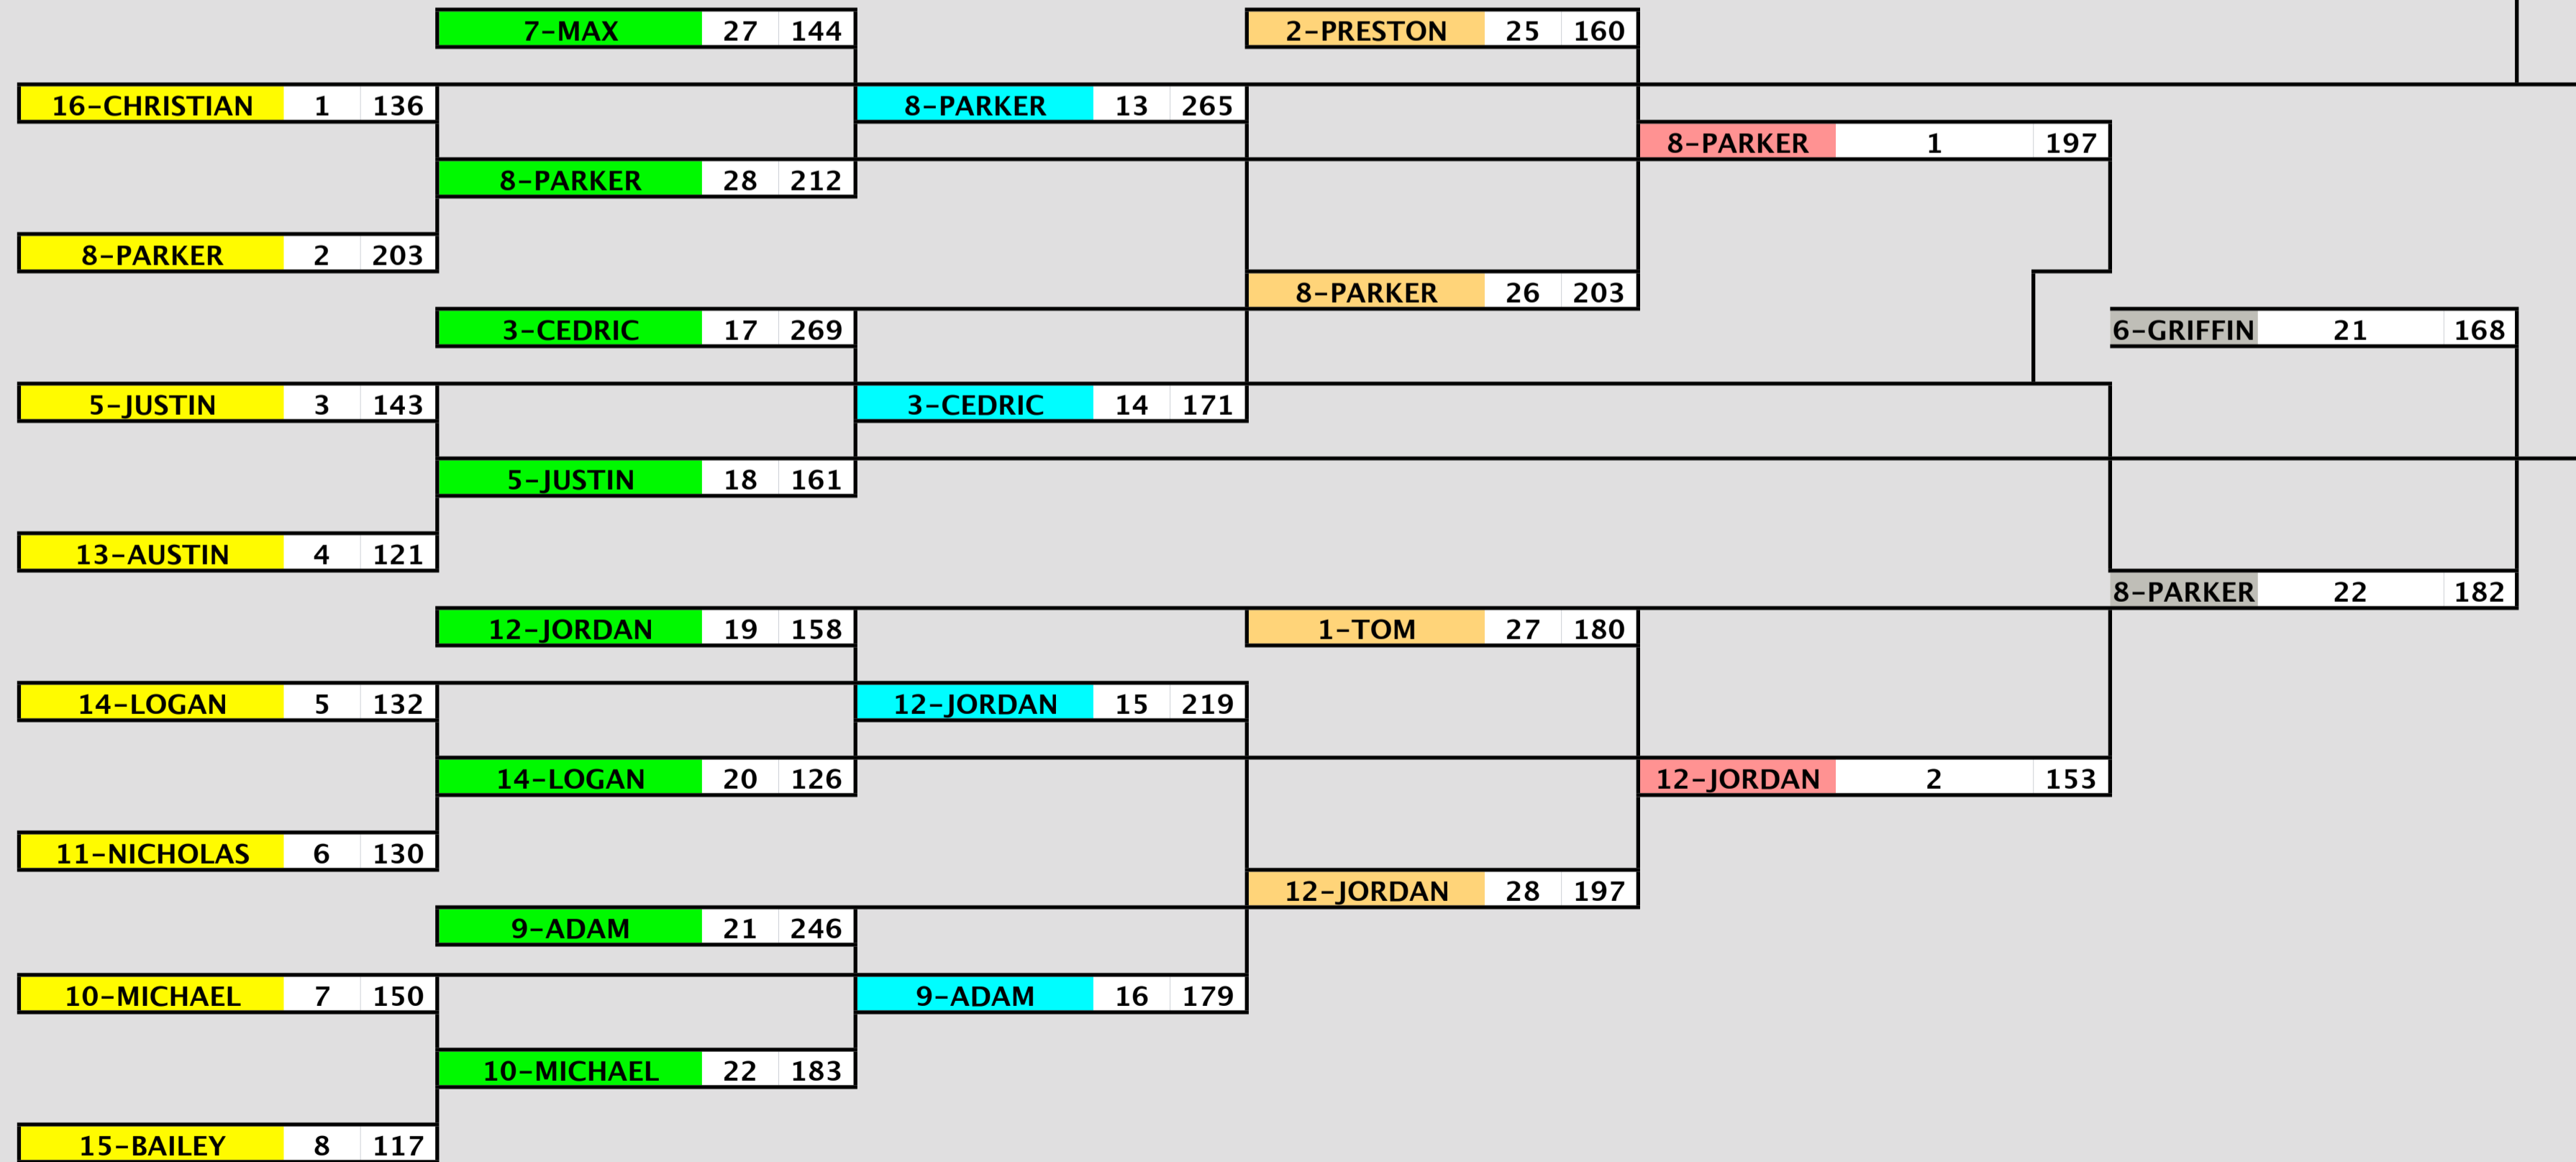 7-MAX 27 144
2-PRESTON 25 160
16-CHRISTIAN 1 136
8-PARKER 13 265
8-PARKER 1 197
8-PARKER 28 212
8-PARKER 2 203
8-PARKER 26 203
3-CEDRIC 17 269
6-GRIFFIN 21 168
5-JUSTIN 3 143
3-CEDRIC 14 171
5-JUSTIN 18 161
13-AUSTIN 4 121
8-PARKER 22 182
12-JORDAN 19 158
1-TOM 27 180
14-LOGAN 5 132
12-JORDAN 15 219
14-LOGAN 20 126
12-JORDAN 2 153
11-NICHOLAS 6 130
12-JORDAN 28 197
9-ADAM 21 246
10-MICHAEL 7 150
9-ADAM 16 179
10-MICHAEL 22 183
15-BAILEY 8 117